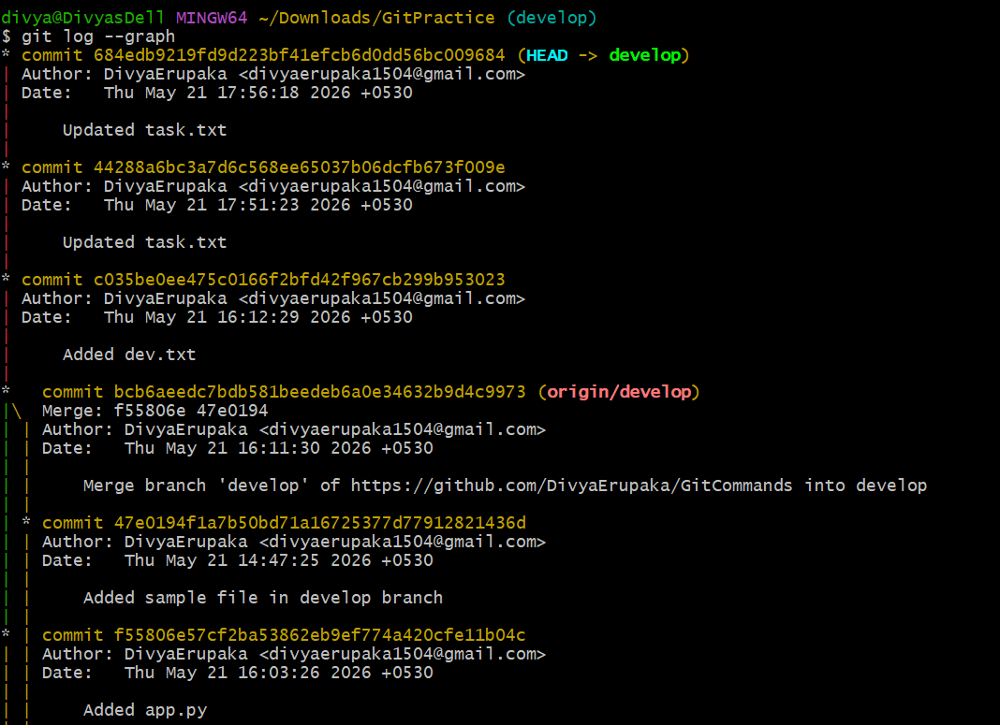 divya@DivyasDell MINGW64 ~/Downloads/GitPractice (develop)
$ git log --graph
* commit 684edb9219fd9d223bf41efcb6d0dd56bc009684 (HEAD -> develop)
| Author: DivyaErupaka <divyaerupaka1504@gmail.com>
| Date:   Thu May 21 17:56:18 2026 +0530
|
|     Updated task.txt
|
* commit 44288a6bc3a7d6c568ee65037b06dcfb673f009e
| Author: DivyaErupaka <divyaerupaka1504@gmail.com>
| Date:   Thu May 21 17:51:23 2026 +0530
|
|     Updated task.txt
|
* commit c035be0ee475c0166f2bfd42f967cb299b953023
| Author: DivyaErupaka <divyaerupaka1504@gmail.com>
| Date:   Thu May 21 16:12:29 2026 +0530
|
|     Added dev.txt
|
*   commit bcb6aeedc7bdb581beedeb6a0e34632b9d4c9973 (origin/develop)
|\  Merge: f55806e 47e0194
| | Author: DivyaErupaka <divyaerupaka1504@gmail.com>
| | Date:   Thu May 21 16:11:30 2026 +0530
| |
| |     Merge branch 'develop' of https://github.com/DivyaErupaka/GitCommands into develop
| |
| * commit 47e0194f1a7b50bd71a16725377d77912821436d
| | Author: DivyaErupaka <divyaerupaka1504@gmail.com>
| | Date:   Thu May 21 14:47:25 2026 +0530
| |
| |     Added sample file in develop branch
| |
* | commit f55806e57cf2ba53862eb9ef774a420cfe11b04c
| | Author: DivyaErupaka <divyaerupaka1504@gmail.com>
| | Date:   Thu May 21 16:03:26 2026 +0530
| |
| |     Added app.py
| |